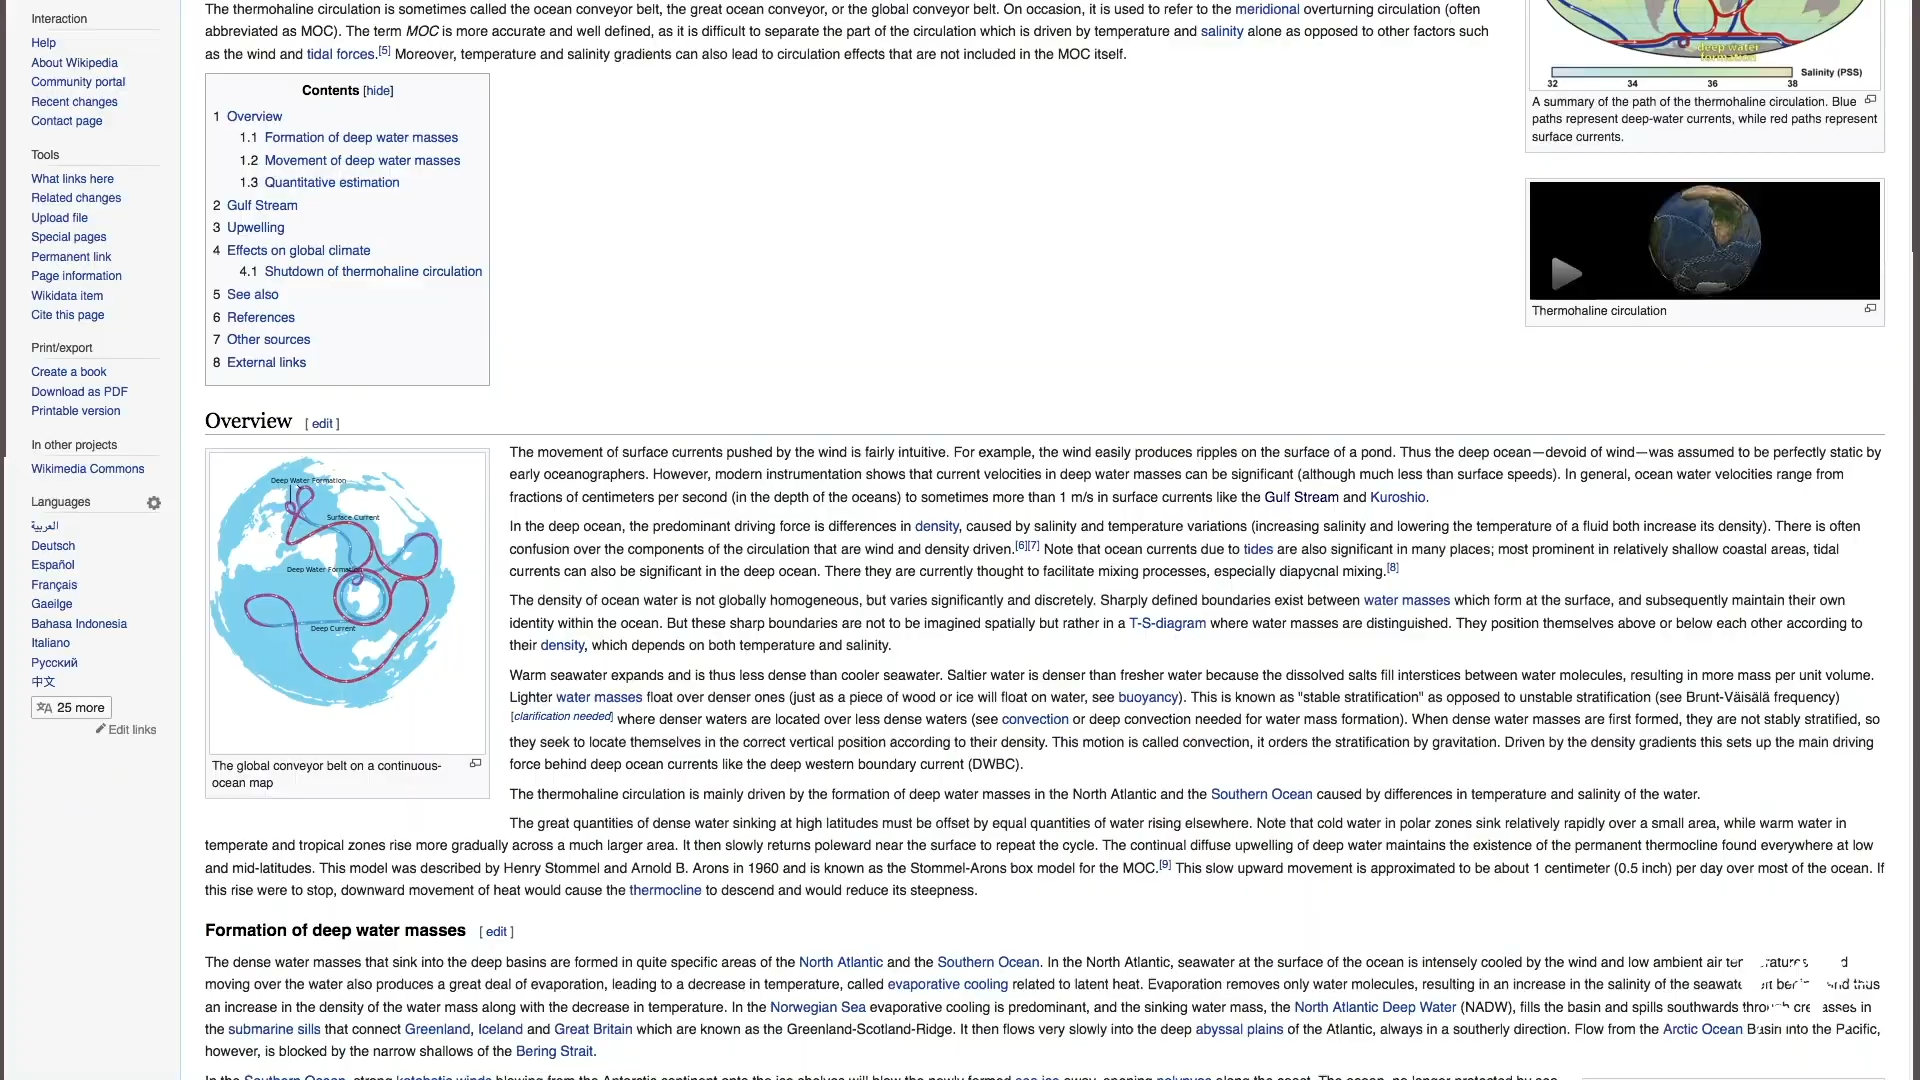 Interaction
Help
About Wikipedia
Community portal
Recent changes
Contact page
Tools
What links here
Related changes
Upload file
Special pages
Permanent link
Page information
Wikidata item
Cite this page
Print/export
Create a book
Download as PDF
Printable version
In other projects
Wikimedia Commons
Languages
العربية
Deutsch
Español
Français
Gaeilge
Bahasa Indonesia
Italiano
Русский
中文
25 more
Edit links
The thermohaline circulation is sometimes called the ocean conveyor belt, the great ocean conveyor, or the global conveyor belt. On occasion, it is used to refer to the meridional overturning circulation (often
abbreviated as MOC). The term MOC is more accurate and well defined, as it is difficult to separate the part of the circulation which is driven by temperature and salinity alone as opposed to other factors such
as the wind and tidal forces.[5] Moreover, temperature and salinity gradients can also lead to circulation effects that are not included in the MOC itself.
Contents [hide]
1 Overview
1.1 Formation of deep water masses
1.2 Movement of deep water masses
1.3 Quantitative estimation
2 Gulf Stream
3 Upwelling
4 Effects on global climate
4.1 Shutdown of thermohaline circulation
5 See also
6 References
7 Other sources
8 External links
deep water
formation
Salinity (PSS)
32 34 36 38
A summary of the path of the thermohaline circulation. Blue
paths represent deep-water currents, while red paths represent
surface currents.
Thermohaline circulation
Overview [ edit ]
Deep Water Formation
Surface Current
Deep Water Formation
Deep Current
The global conveyor belt on a continuous-
ocean map
The movement of surface currents pushed by the wind is fairly intuitive. For example, the wind easily produces ripples on the surface of a pond. Thus the deep ocean—devoid of wind—was assumed to be perfectly static by
early oceanographers. However, modern instrumentation shows that current velocities in deep water masses can be significant (although much less than surface speeds). In general, ocean water velocities range from
fractions of centimeters per second (in the depth of the oceans) to sometimes more than 1 m/s in surface currents like the Gulf Stream and Kuroshio.
In the deep ocean, the predominant driving force is differences in density, caused by salinity and temperature variations (increasing salinity and lowering the temperature of a fluid both increase its density). There is often
confusion over the components of the circulation that are wind and density driven.[6][7] Note that ocean currents due to tides are also significant in many places; most prominent in relatively shallow coastal areas, tidal
currents can also be significant in the deep ocean. There they are currently thought to facilitate mixing processes, especially diapycnal mixing.[8]
The density of ocean water is not globally homogeneous, but varies significantly and discretely. Sharply defined boundaries exist between water masses which form at the surface, and subsequently maintain their own
identity within the ocean. But these sharp boundaries are not to be imagined spatially but rather in a T-S-diagram where water masses are distinguished. They position themselves above or below each other according to
their density, which depends on both temperature and salinity.
Warm seawater expands and is thus less dense than cooler seawater. Saltier water is denser than fresher water because the dissolved salts fill interstices between water molecules, resulting in more mass per unit volume.
Lighter water masses float over denser ones (just as a piece of wood or ice will float on water, see buoyancy). This is known as "stable stratification" as opposed to unstable stratification (see Brunt-Väisälä frequency)
[clarification needed] where denser waters are located over less dense waters (see convection or deep convection needed for water mass formation). When dense water masses are first formed, they are not stably stratified, so
they seek to locate themselves in the correct vertical position according to their density. This motion is called convection, it orders the stratification by gravitation. Driven by the density gradients this sets up the main driving
force behind deep ocean currents like the deep western boundary current (DWBC).
The thermohaline circulation is mainly driven by the formation of deep water masses in the North Atlantic and the Southern Ocean caused by differences in temperature and salinity of the water.
The great quantities of dense water sinking at high latitudes must be offset by equal quantities of water rising elsewhere. Note that cold water in polar zones sink relatively rapidly over a small area, while warm water in
temperate and tropical zones rise more gradually across a much larger area. It then slowly returns poleward near the surface to repeat the cycle. The continual diffuse upwelling of deep water maintains the existence of the permanent thermocline found everywhere at low
and mid-latitudes. This model was described by Henry Stommel and Arnold B. Arons in 1960 and is known as the Stommel-Arons box model for the MOC.[9] This slow upward movement is approximated to be about 1 centimeter (0.5 inch) per day over most of the ocean. If
this rise were to stop, downward movement of heat would cause the thermocline to descend and would reduce its steepness.
Formation of deep water masses [ edit ]
The dense water masses that sink into the deep basins are formed in quite specific areas of the North Atlantic and the Southern Ocean. In the North Atlantic, seawater at the surface of the ocean is intensely cooled by the wind and low ambient air
moving over the water also produces a great deal of evaporation, leading to a decrease in temperature, called evaporative cooling related to latent heat. Evaporation removes only water molecules, resulting in an increase in the salinity of the thus
an increase in the density of the water mass along with the decrease in temperature. In the Norwegian Sea evaporative cooling is predominant, and the sinking water mass, the North Atlantic Deep Water (NADW), fills the basin and spills southwards through in
the submarine sills that connect Greenland, Iceland and Great Britain which are known as the Greenland-Scotland-Ridge. It then flows very slowly into the deep abyssal plains of the Atlantic, always in a southerly direction. Flow from the Arctic Ocean Basin into the Pacific,
however, is blocked by the narrow shallows of the Bering Strait.
In the Southern Ocean, strong katabatic winds blowing from the Antarctic continent onto the ice shelves will blow the newly formed sea ice away, opening polynyas along the coast. The ocean, no longer protected by sea